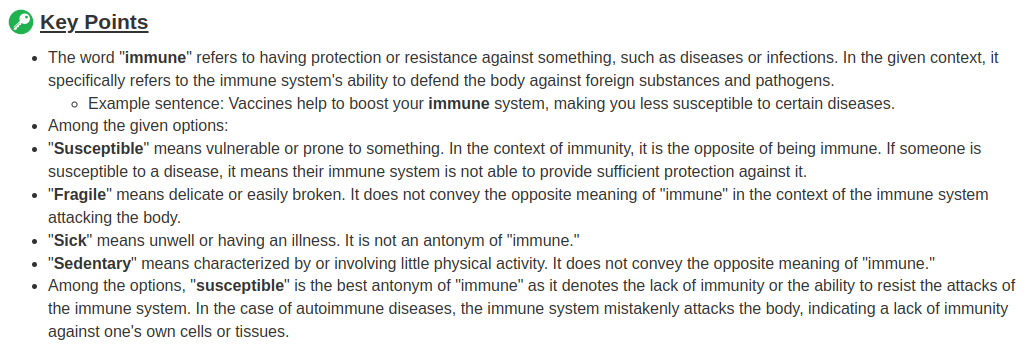 Key Points
The word "immune" refers to having protection or resistance against something, such as diseases or infections. In the given context, it
specifically refers to the immune system's ability to defend the body against foreign substances and pathogens.
Example sentence: Vaccines help to boost your immune system, making you less susceptible to certain diseases.
Among the given options:
"Susceptible" means vulnerable or prone to something. In the context of immunity, it is the opposite of being immune. If someone is
susceptible to a disease, it means their immune system is not able to provide sufficient protection against it.
"Fragile" means delicate or easily broken. It does not convey the opposite meaning of "immune" in the context of the immune system
attacking the body.
"Sick" means unwell or having an illness. It is not an antonym of "immune."
"Sedentary" means characterized by or involving little physical activity. It does not convey the opposite meaning of "immune."
Among the options, "susceptible" is the best antonym of "immune" as it denotes the lack of immunity or the ability to resist the attacks of
the immune system. In the case of autoimmune diseases, the immune system mistakenly attacks the body, indicating a lack of immunity
against one's own cells or tissues.